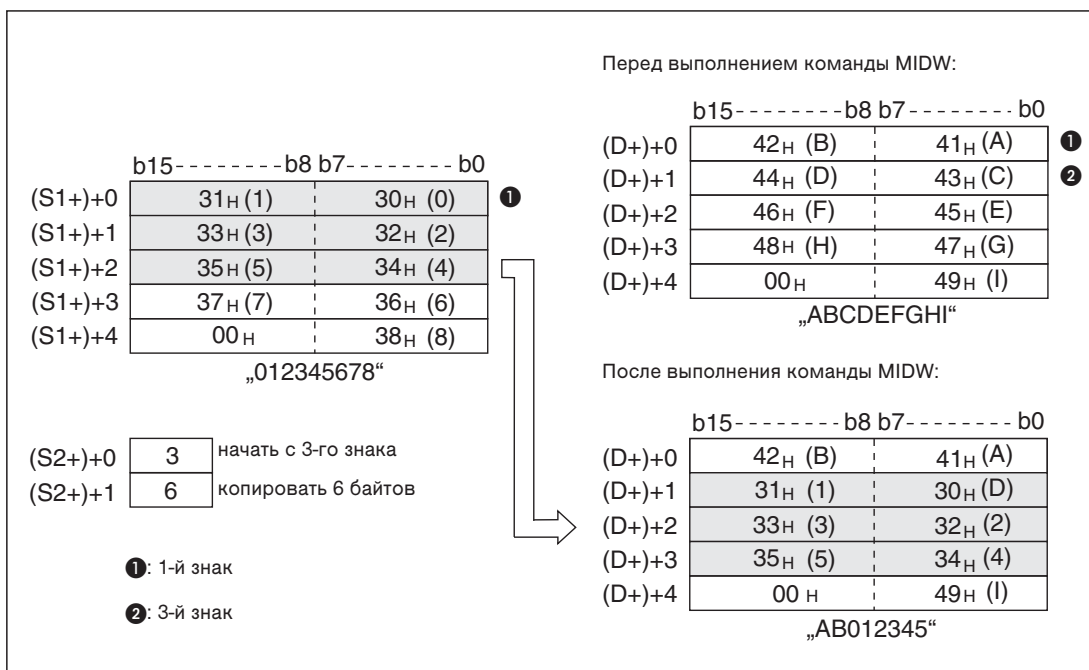 Перед выполнением команды MIDW:
b15--------b8 b7-------- b0
(D+)+0 42H (B) 41H (A) ❶
(D+)+1 44H (D) 43H (C) ❷
(D+)+2 46H (F) 45H (E)
(D+)+3 48H (H) 47H (G)
(D+)+4 00H 49H (I)
„ABCDEFGHI“
b15--------b8 b7-------- b0
(S1+)+0 31H (1) 30H (0) ❶
(S1+)+1 33H (3) 32H (2)
(S1+)+2 35H (5) 34H (4)
(S1+)+3 37H (7) 36H (6)
(S1+)+4 00H 38H (8)
„012345678“
(S2+)+0 3 начать с 3-го знака
(S2+)+1 6 копировать 6 байтов
❶: 1-й знак
❷: 3-й знак
После выполнения команды MIDW:
b15--------b8 b7-------- b0
(D+)+0 42H (B) 41H (A)
(D+)+1 31H (1) 30H (D)
(D+)+2 33H (3) 32H (2)
(D+)+3 35H (5) 34H (4)
(D+)+4 00 H 49H (I)
„AB012345“